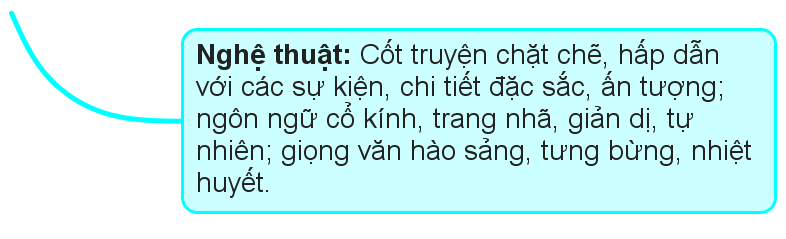 Nghệ thuật: Cốt truyện chặt chẽ, hấp dẫn
với các sự kiện, chi tiết đặc sắc, ấn tượng;
ngôn ngữ cổ kính, trang nhã, giản dị, tự
nhiên; giọng văn hào sảng, tưng bừng, nhiệt
huyết.